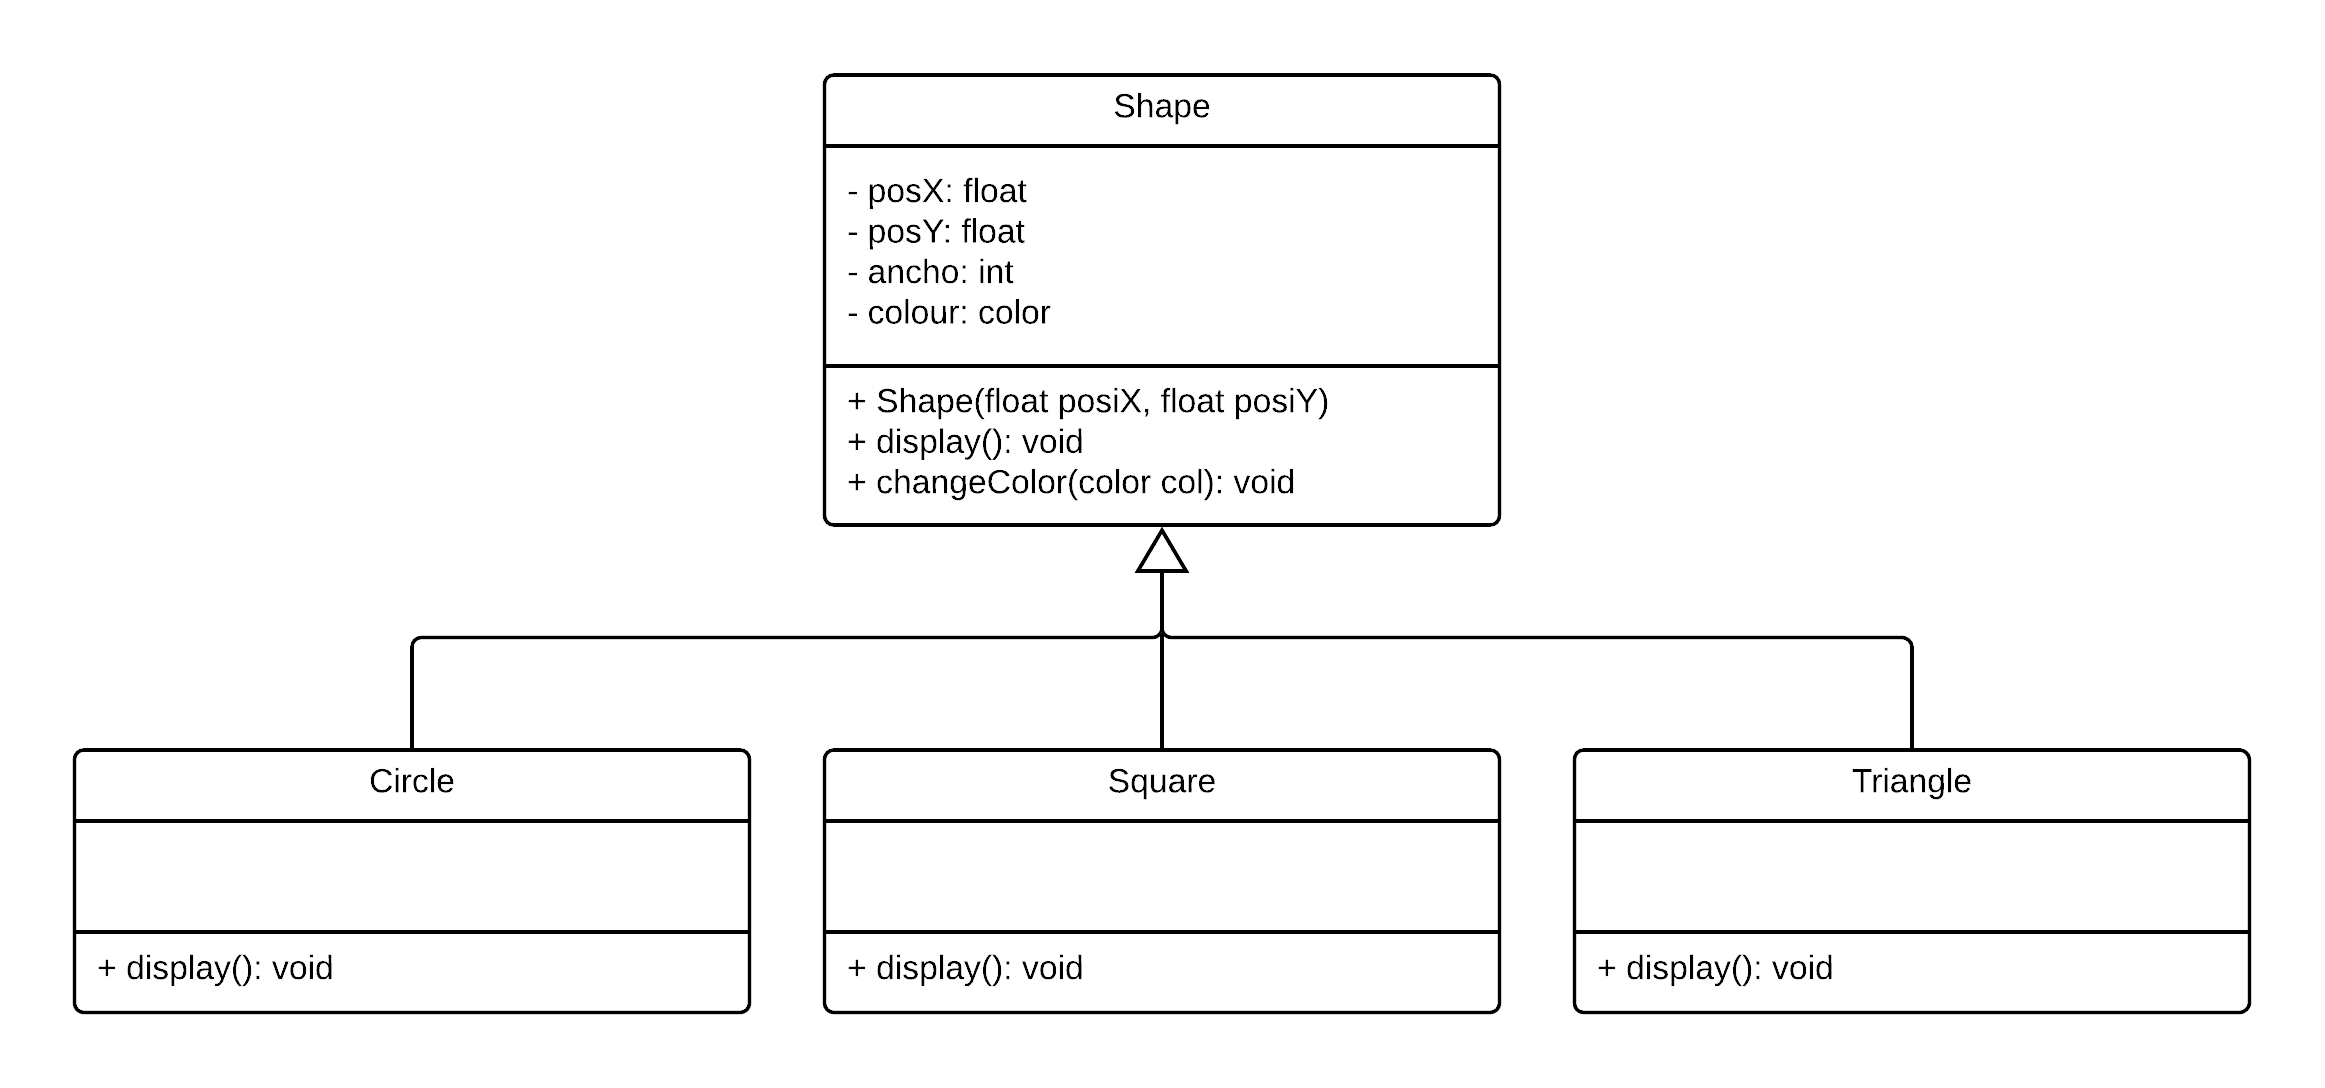 Shape
- posX: float
- posY: float
- ancho: int
- colour: color
+ Shape(float posiX, float posiY)
+ display(): void
+ changeColor(color col): void
Circle
+ display(): void
Square
+ display(): void
Triangle
+ display(): void